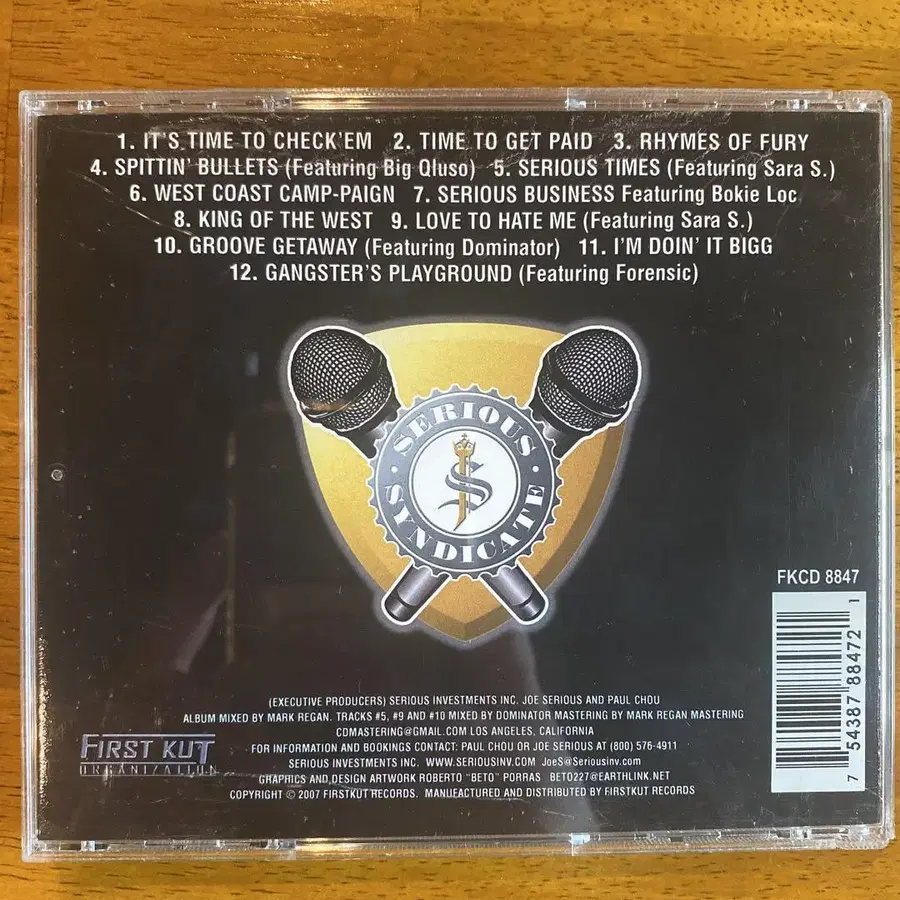 1. IT'S TIME TO CHECK'EM 2. TIME TO GET PAID 3. RHYMES OF FURY
4. SPITTIN' BULLETS (Featuring Big Qluso) 5. SERIOUS TIMES (Featuring Sara S.)
6. WEST COAST CAMP-PAIGN 7. SERIOUS BUSINESS Featuring Bokie Loc
8. KING OF THE WEST 9. LOVE TO HATE ME (Featuring Sara S.)
10. GROOVE GETAWAY (Featuring Dominator) 11. I'M DOIN' IT BIGG
12. GANGSTER'S PLAYGROUND (Featuring Forensic)
SERIOUS
SYNDICATE
FKCD 8847
7 54387 88472 1
(EXECUTIVE PRODUCERS) SERIOUS INVESTMENTS INC. JOE SERIOUS AND PAUL CHOU
ALBUM MIXED BY MARK REGAN. TRACKS #5, #9 AND #10 MIXED BY DOMINATOR MASTERING BY MARK REGAN MASTERING
CDMASTERING@GMAIL.COM LOS ANGELES, CALIFORNIA
FOR INFORMATION AND BOOKINGS CONTACT: PAUL CHOU OR JOE SERIOUS AT (800) 576-4911
SERIOUS INVESTMENTS INC. WWW.SERIOUSINV.COM JoeS@Seriousinv.com
GRAPHICS AND DESIGN ARTWORK ROBERTO "BETO" PORRAS BETO227@EARTHLINK.NET
COPYRIGHT © 2007 FIRSTKUT RECORDS. MANUFACTURED AND DISTRIBUTED BY FIRSTKUT RECORDS
FIRST KUT
ORGANIZATION